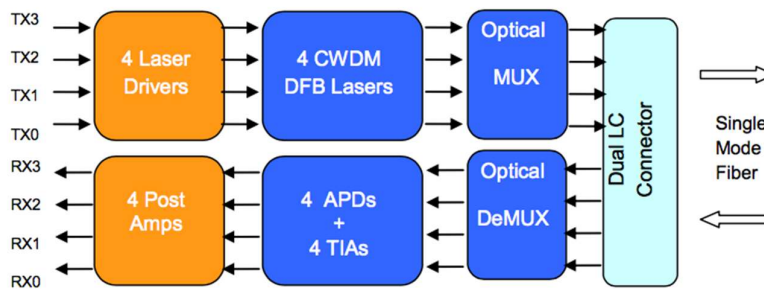 TX3
TX2
TX1
TX0
4 Laser
Drivers
4 CWDM
DFB Lasers
Optical
MUX
RX3
RX2
RX1
RX0
4 Post
Amps
4 APDs
+
4 TIAs
Optical
DeMUX
Dual LC
Connector
Single
Mode
Fiber